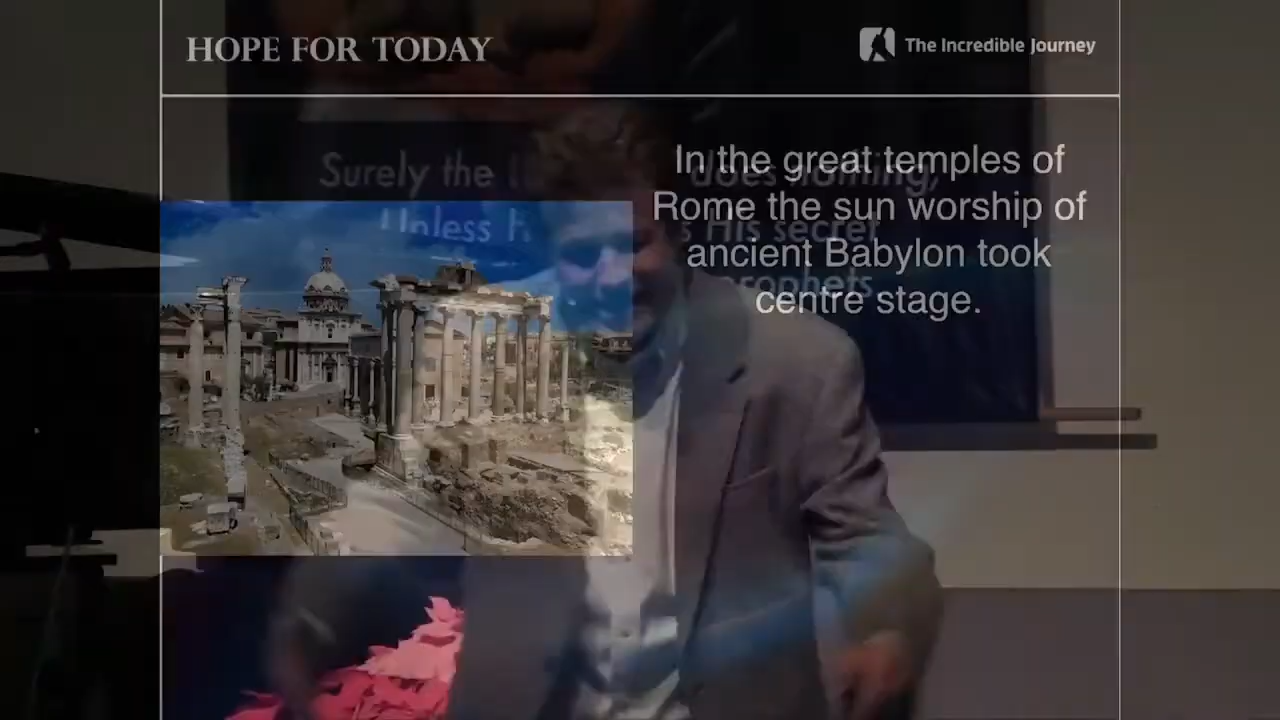 HOPE FOR TODAY
The Incredible Journey
In the great temples of
Rome the sun worship of
ancient Babylon took
centre stage.
Surely the does nothing,
Unless His secret
prophets